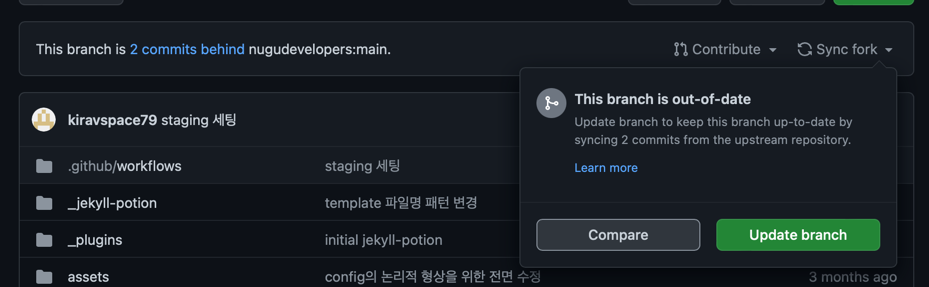 This branch is 2 commits behind nugudevelopers:main.
Contribute
Sync fork
This branch is out-of-date
Update branch to keep this branch up-to-date by
syncing 2 commits from the upstream repository.
Learn more
Compare
Update branch
kiravspace79 staging 세팅
.github/workflows
staging 세팅
_jekyll-potion
template 파일명 패턴 변경
_plugins
initial jekyll-potion
assets
config의 논리적 형상을 위한 전면 수정
3 months ago